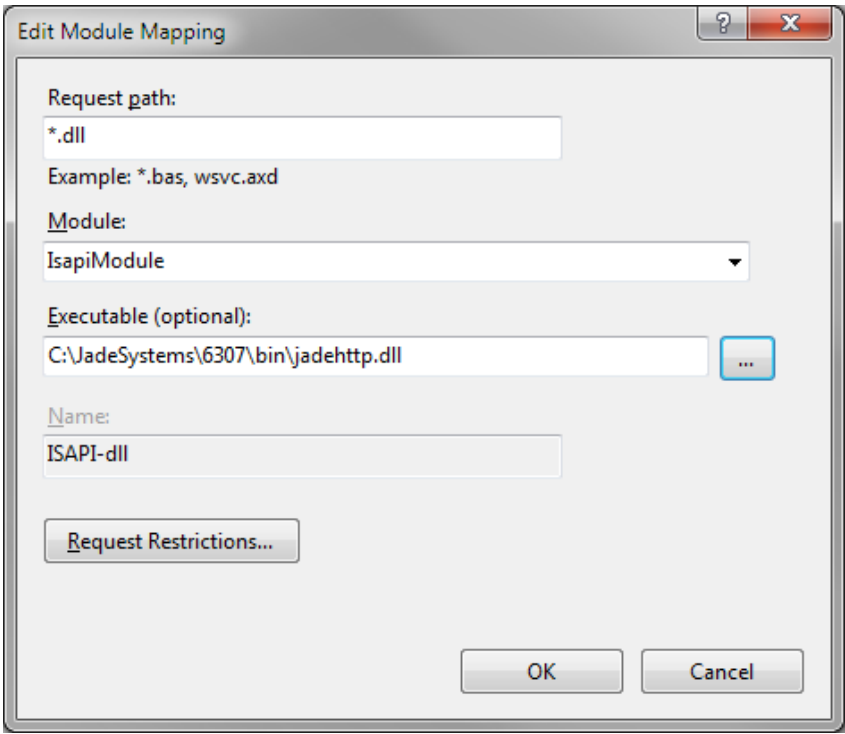 Edit Module Mapping
?
Request path:
*.dll
Example: *.bas, wsvc.axd
Module:
IsapiModule
Executable (optional):
C:\JadeSystems\6307\bin\jadehttp.dll
...
Name:
ISAPI-dll
Request Restrictions...
OK
Cancel